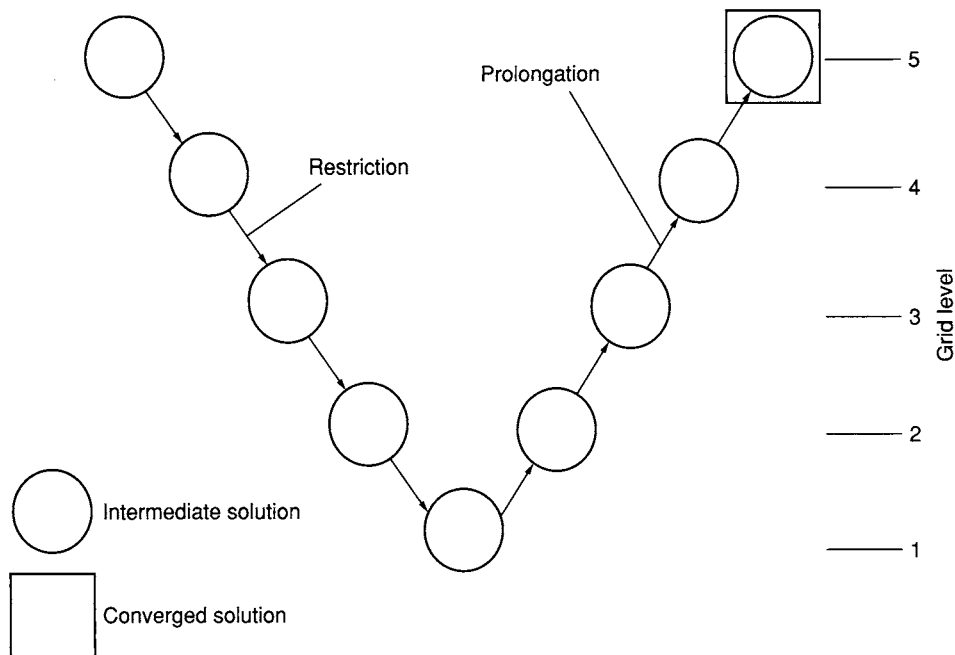 5
Prolongation
Restriction
4
3
Grid level
2
Intermediate solution
1
Converged solution